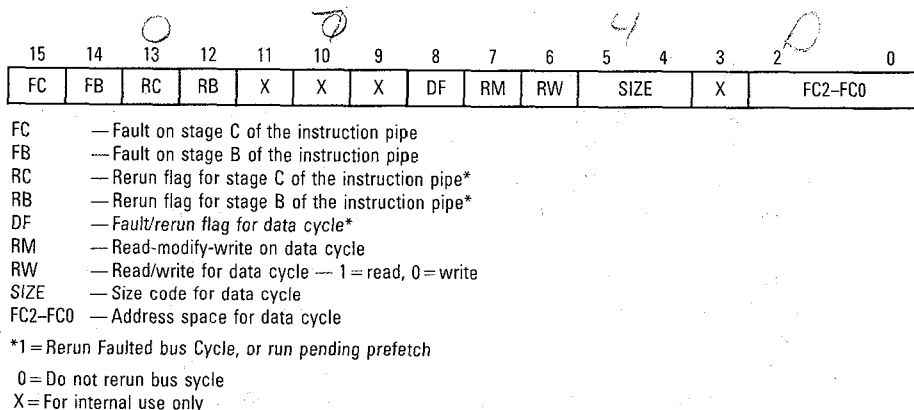 15 14 13 12 11 10 9 8 7 6 5 4 3 2 0
FC FB RC RB X X X DF RM RW SIZE X FC2–FC0
FC — Fault on stage C of the instruction pipe
FB — Fault on stage B of the instruction pipe
RC — Rerun flag for stage C of the instruction pipe*
RB — Rerun flag for stage B of the instruction pipe*
DF — Fault/rerun flag for data cycle*
RM — Read-modify-write on data cycle
RW — Read/write for data cycle — 1 = read, 0 = write
SIZE — Size code for data cycle
FC2–FC0 — Address space for data cycle
*1 = Rerun Faulted bus Cycle, or run pending prefetch
0 = Do not rerun bus sycle
X = For internal use only